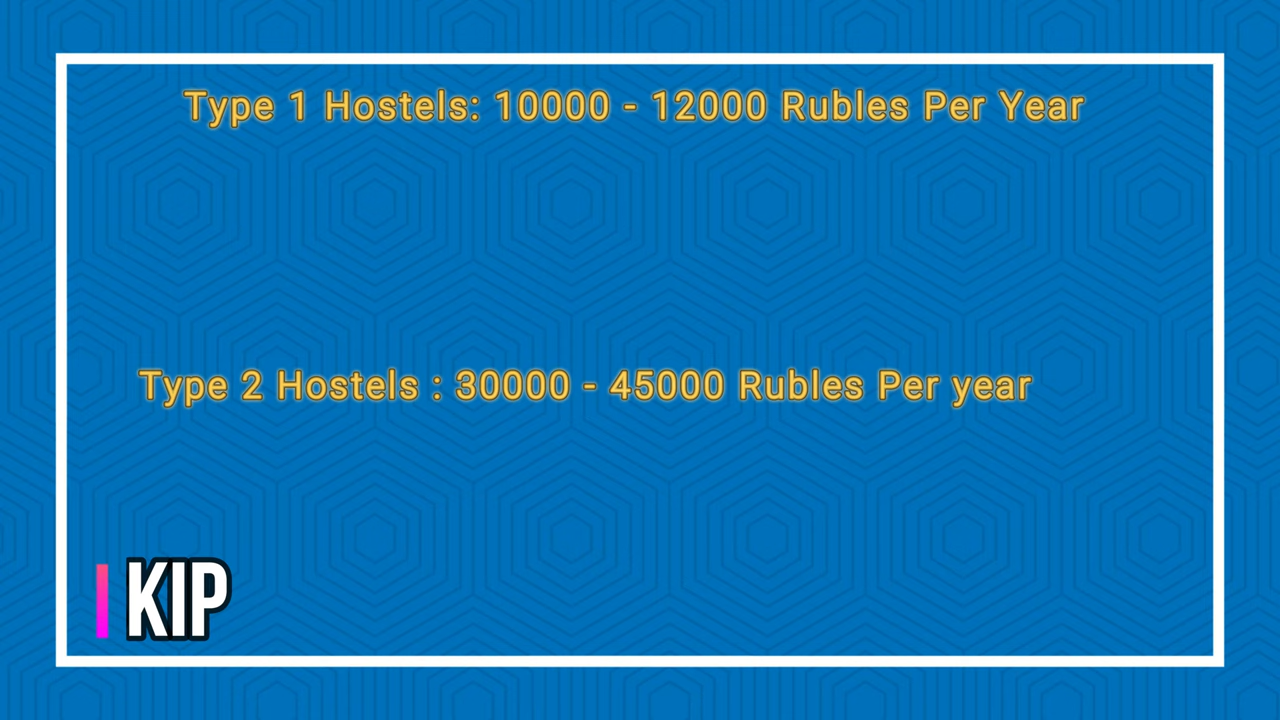 Type 1 Hostels: 10000 - 12000 Rubles Per Year
Type 2 Hostels : 30000 - 45000 Rubles Per year
KIP